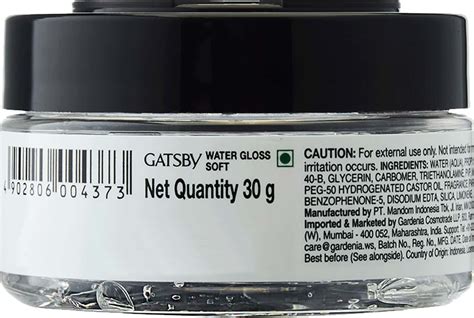 4902806004373
GATSBY WATER GLOSS
SOFT
Net Quantity 30 g
CAUTION: For external use only. Not intended
irritation occurs. INGREDIENTS: WATER (AQUA),
40-B, GLYCERIN, CARBOMER, TRIETHANOLAMINE,
PEG-50 HYDROGENATED CASTOR OIL, FRAGRANCE
BENZOPHENONE-5, DISODIUM EDTA, SILICA,
Manufactured by PT. Mandom Indonesia Tbk, Jl. Irian,
Imported & Marketed by Gardenia Cosmotrade LLP.
(W), Mumbai - 400 052, Maharashtra, India. Support
care@gardenia.ws, Batch No., Reg. No., MFG. DATE,
Best before (See alongside). Country of Origin: Indonesia,